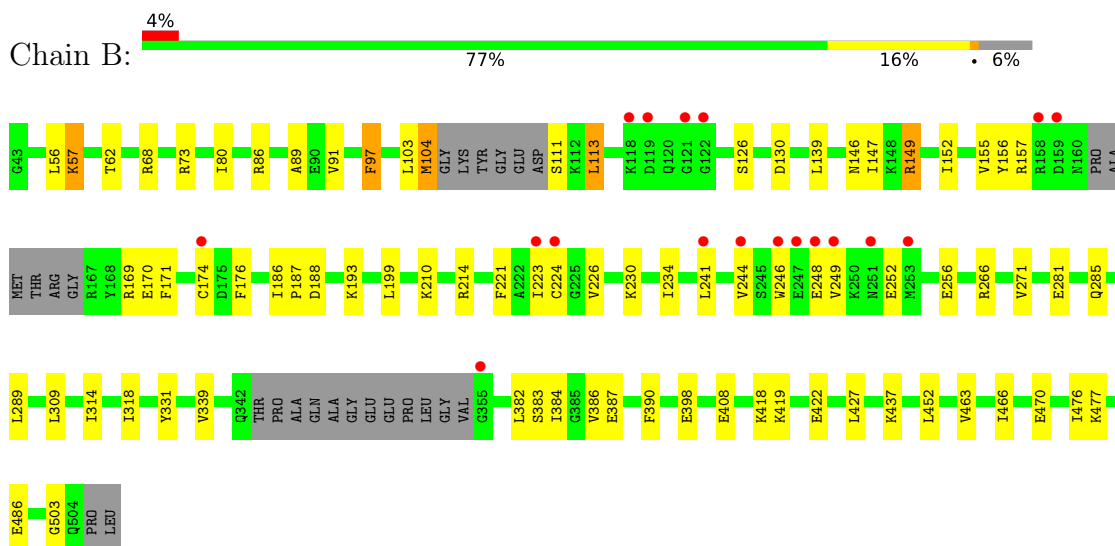 4%
Chain B:
77% 16% • 6%
G43 L56 K57 T62 R68 R73 I80 R86 A89 E90 V91 F97 L103 M104 GLY LYS TYR GLY GLU ASP S111 K112 L113 K118 D119 Q120 G121 G122 S126 D130 L139 N146 I147 K148 R149 I152 V155 Y156 R157 R158 D159 N160 PRO ALA
MET THR ARG GLY R167 Y168 R169 E170 F171 C174 D175 F176 I186 P187 D188 K193 L199 K210 R214 F221 A222 I223 C224 G225 V226 K230 I234 L241 V244 S245 W246 E247 E248 V249 K250 N251 E252 M253 E256 R266 V271 E281 Q285
L289 L309 I314 I318 Y331 V339 Q342 THR PRO ALA GLN ALA GLY GLU GLU PRO LEU GLY VAL G355 L382 S383 I384 G385 V386 E387 F390 E398 E408 K418 K419 E422 L427 K437 L452 V463 I466 E470 I476 K477
E486 G503 Q504 PRO LEU